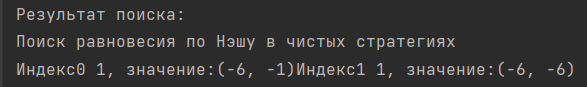 Результат поиска:
Поиск равновесия по Нэшу в чистых стратегиях
Индекс0 1, значение:(-6, -1)Индекс1 1, значение:(-6, -6)